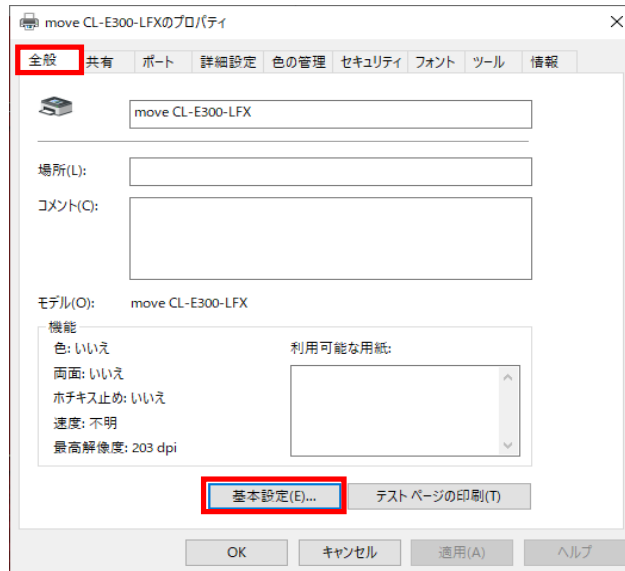 move CL-E300-LFXのプロパティ
全般 共有 ポート 詳細設定 色の管理 セキュリティ フォント ツール 情報
move CL-E300-LFX
場所(L):
コメント(C):
モデル(O): move CL-E300-LFX
機能
色: いいえ 利用可能な用紙:
両面: いいえ
ホチキス止め: いいえ
速度: 不明
最高解像度: 203 dpi
基本設定(E)... テスト ページの印刷(T)
OK キャンセル 適用(A) ヘルプ